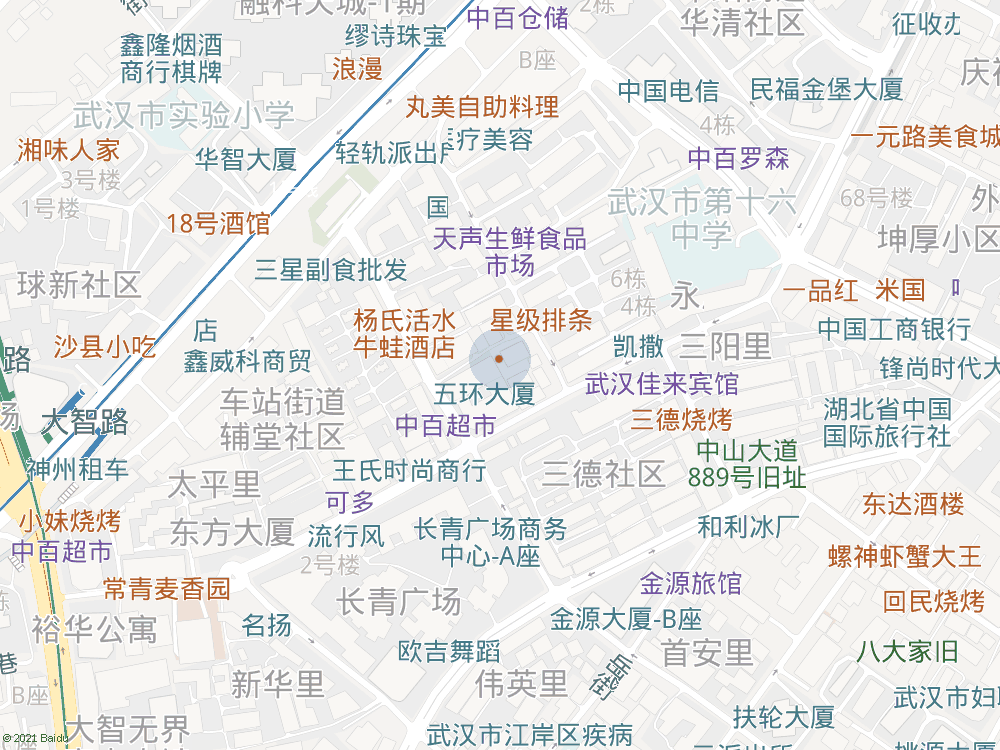 融科天城-1期
街
中百仓储
2栋
华清社区
征收办
缪诗珠宝
鑫隆烟酒
商行棋牌
浪漫
B座
庆祥
中国电信
民福金堡大厦
武汉市实验小学
丸美自助料理
4栋
湘味人家
华智大厦
轻轨派出所
医疗美容
中百罗森
一元路美食城
3号楼
1号楼
国
武汉市第十六
中学
68号楼
外
18号酒馆
天声生鲜食品
市场
坤厚小区
球新社区
三星副食批发
6栋
4栋
永
一品红
米国
店
沙县小吃
鑫威科商贸
杨氏活水
牛蛙酒店
星级排条
凯撒
三阳里
中国工商银行
路
场
五环大厦
武汉佳来宾馆
锋尚时代大
车站街道
辅堂社区
中百超市
三德烧烤
湖北省中国
国际旅行社
大智路
神州租车
王氏时尚商行
三德社区
中山大道
889号旧址
太平里
可多
东达酒楼
小妹烧烤
中百超市
东方大厦
流行风
长青广场商务
中心-A座
和利冰厂
2号楼
螺神虾蟹大王
常青麦香园
长青广场
金源旅馆
回民烧烤
裕华公寓
名扬
金源大厦-B座
巷
欧吉舞蹈
岳
街
首安里
八大家旧
B座
新华里
伟英里
武汉市妇
大智无界
武汉市江岸区疾病
扶轮大厦
© 2021 Baidu